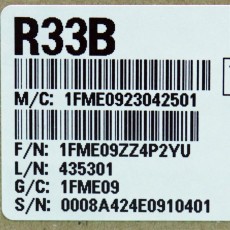 R33B
M/C: 1FME0923042501
F/N: 1FME09ZZ4P2YU
L/N: 435301
G/C: 1FME09
S/N: 0008A424E0910401